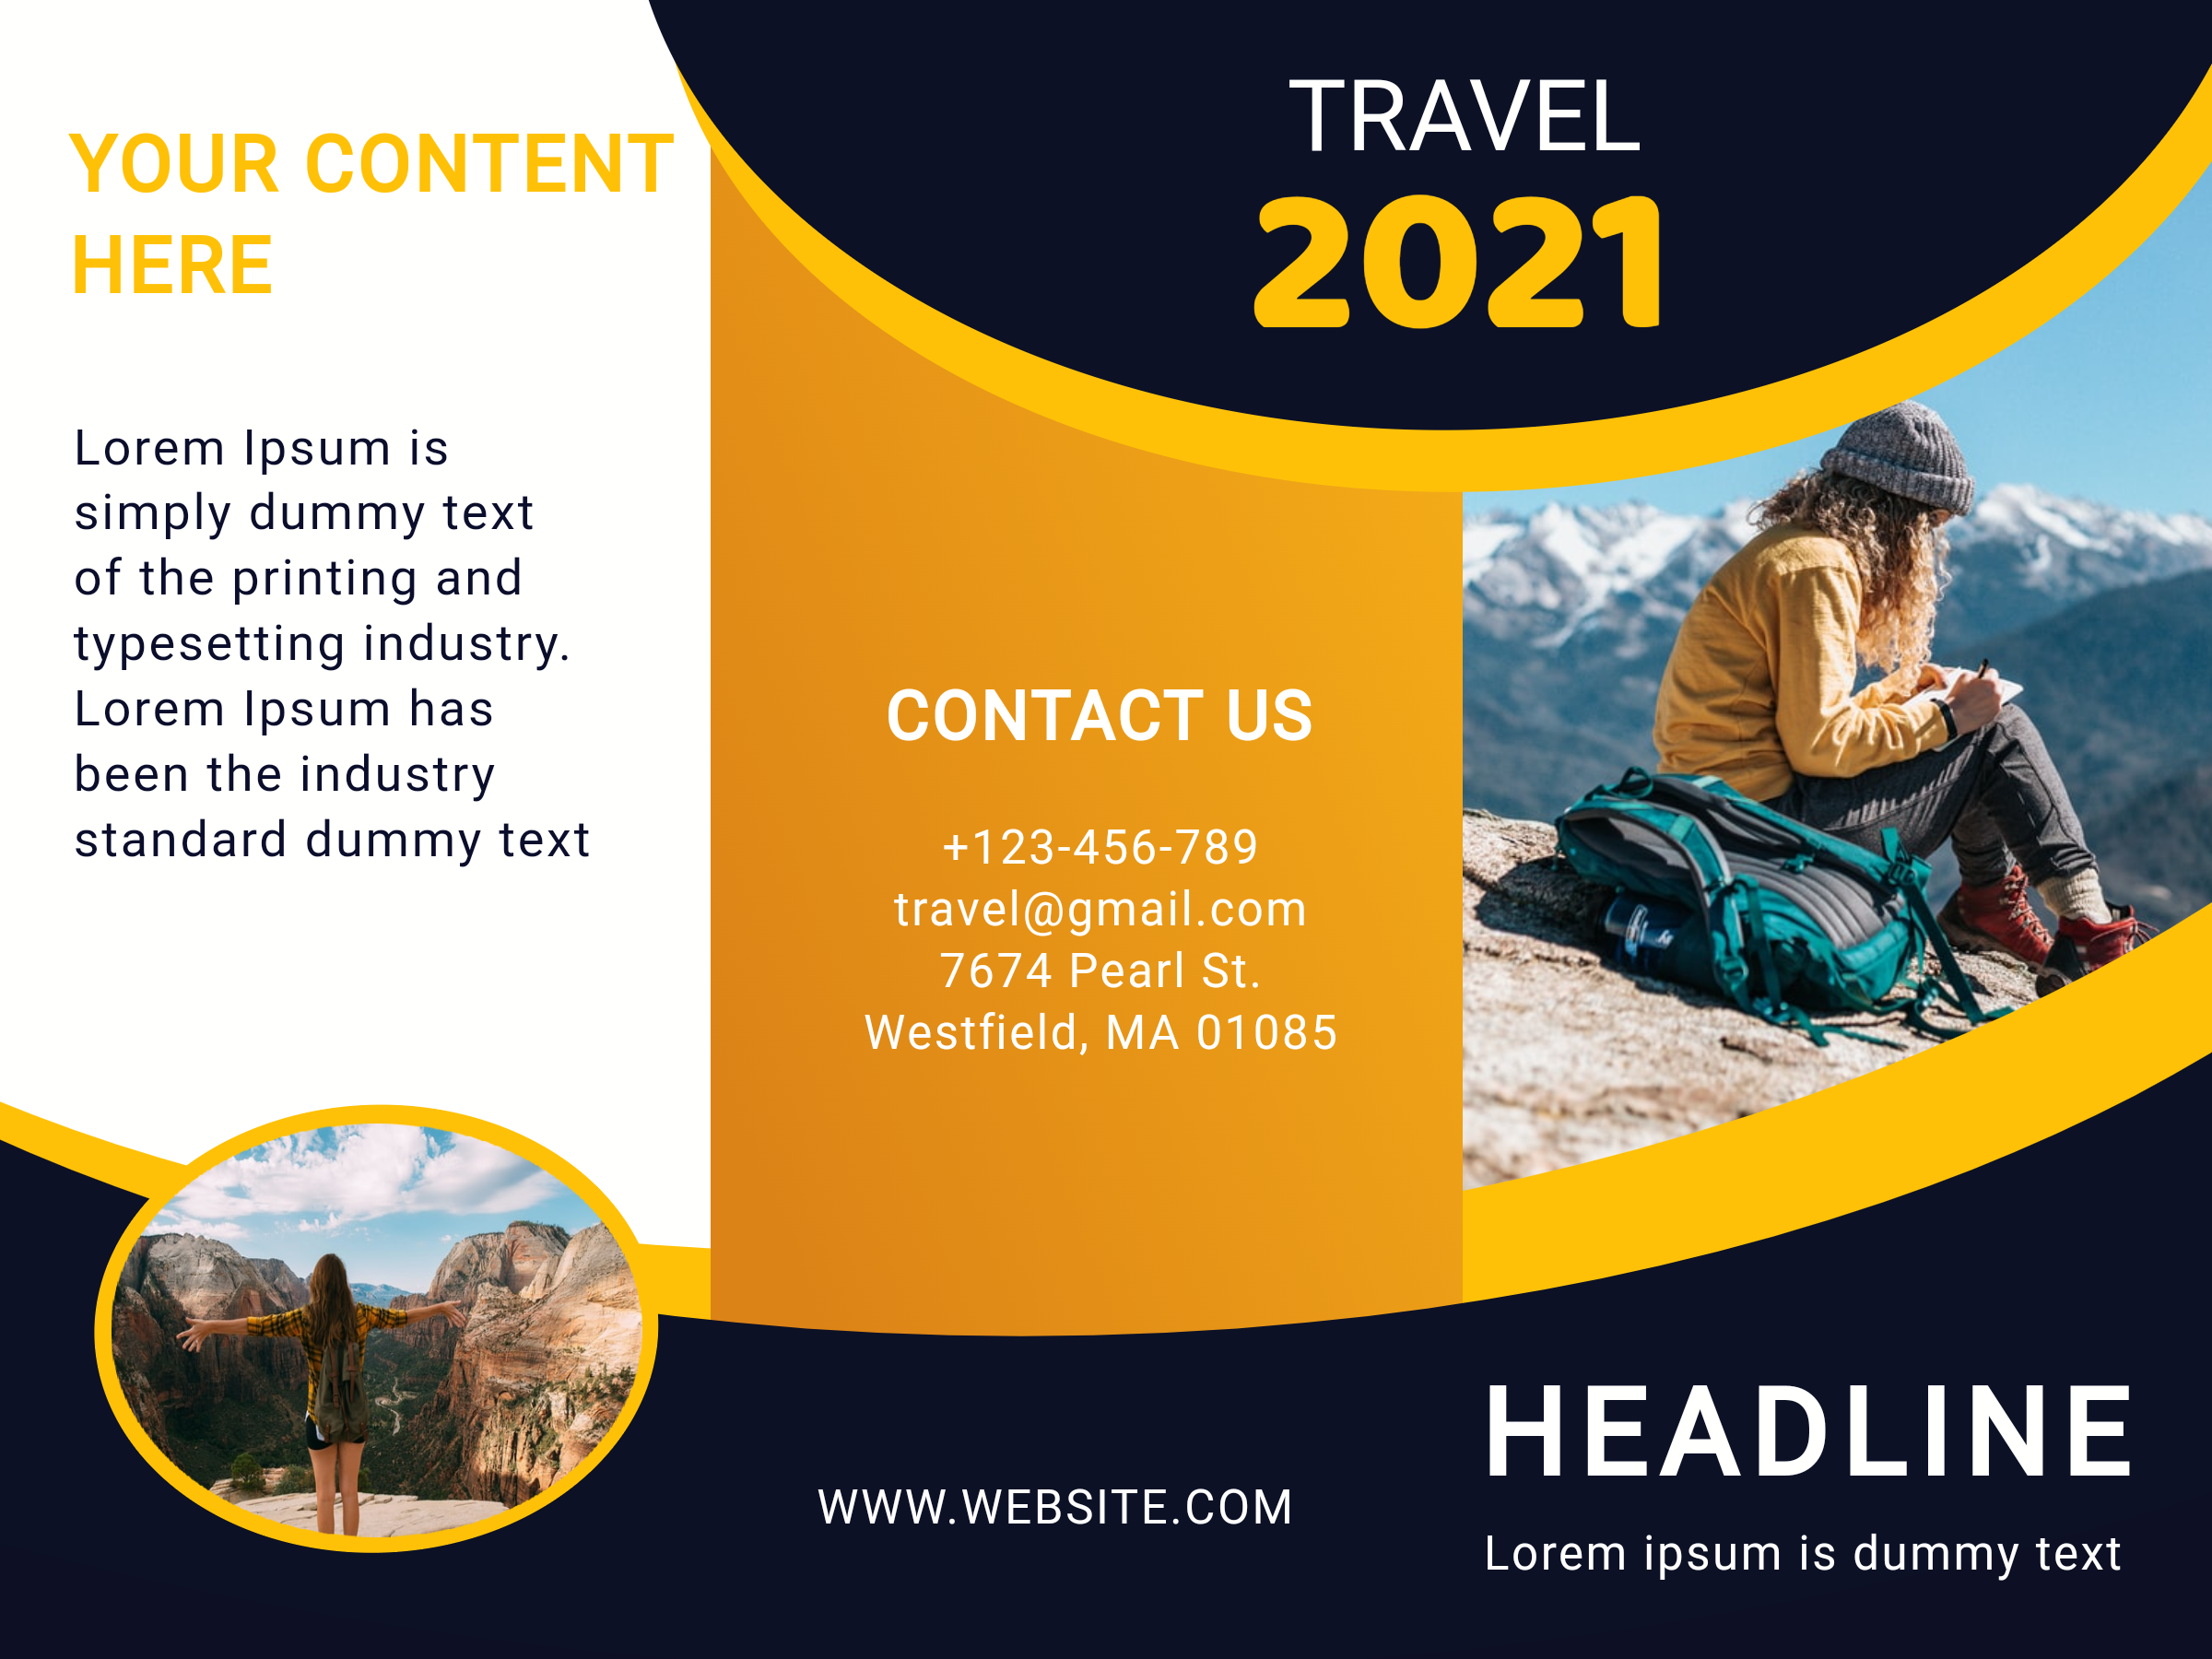 YOUR CONTENT
HERE
Lorem Ipsum is
simply dummy text
of the printing and
typesetting industry.
Lorem Ipsum has
been the industry
standard dummy text
TRAVEL
2021
CONTACT US
+123-456-789
travel@gmail.com
7674 Pearl St.
Westfield, MA 01085
WWW.WEBSITE.COM
HEADLINE
Lorem ipsum is dummy text